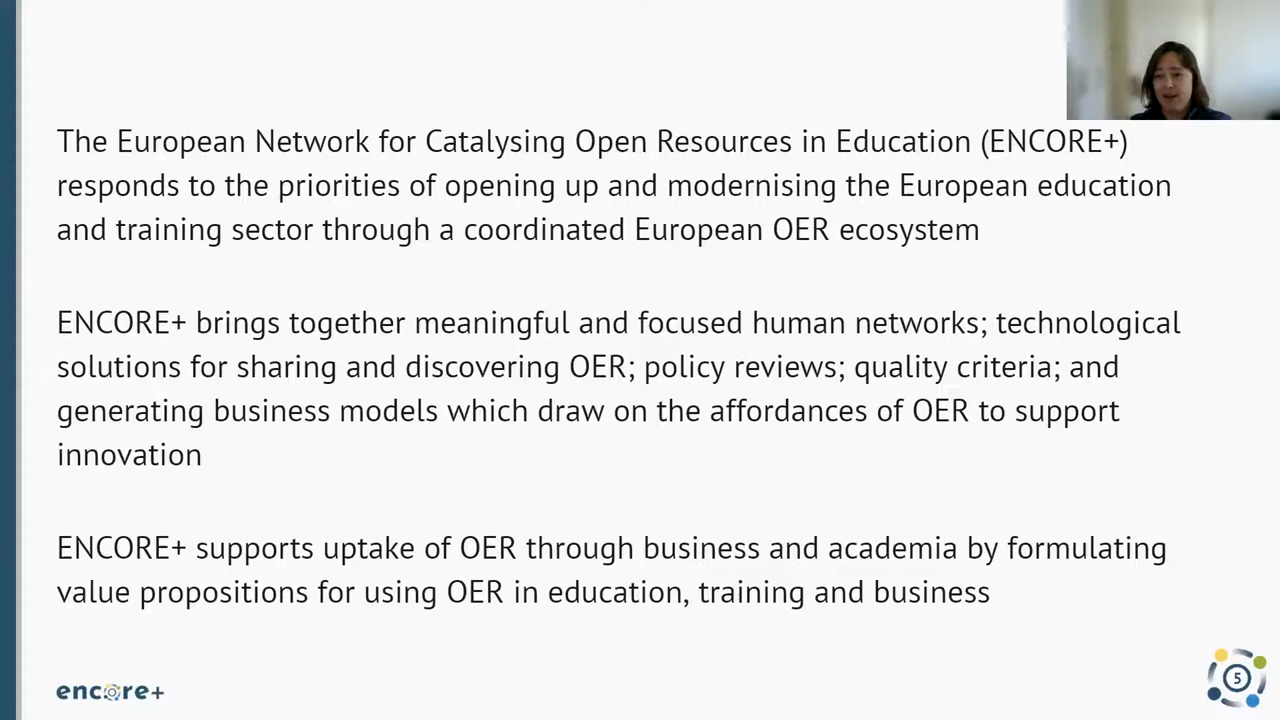 The European Network for Catalysing Open Resources in Education (ENCORE+)
responds to the priorities of opening up and modernising the European education
and training sector through a coordinated European OER ecosystem
ENCORE+ brings together meaningful and focused human networks; technological
solutions for sharing and discovering OER; policy reviews; quality criteria; and
generating business models which draw on the affordances of OER to support
innovation
ENCORE+ supports uptake of OER through business and academia by formulating
value propositions for using OER in education, training and business
encore+
5